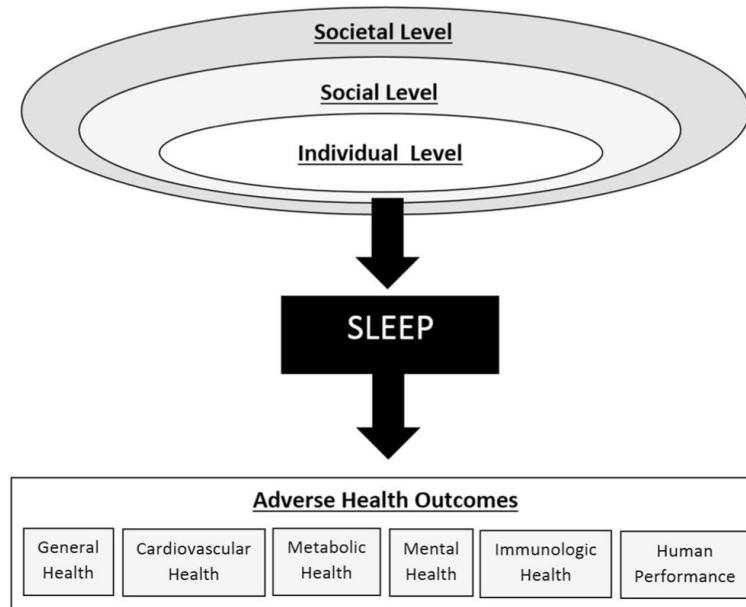 Societal Level
Social Level
Individual Level
SLEEP
Adverse Health Outcomes
General
Health
Cardiovascular
Health
Metabolic
Health
Mental
Health
Immunologic
Health
Human
Performance